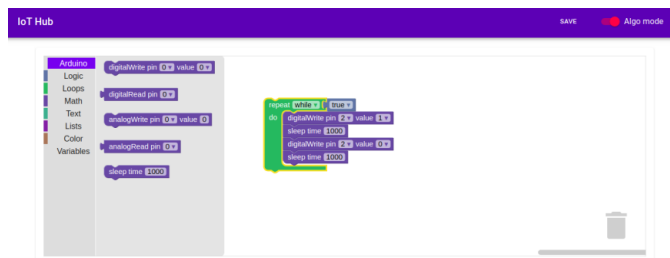 IoT Hub
SAVE
Algo mode
Arduino
Logic
Loops
Math
Text
Lists
Color
Variables
digitalWrite pin 0 value 0
digitalRead pin 0
analogWrite pin 0 value 0
analogRead pin 0
sleep time 1000
repeat while true
do digitalWrite pin 2 value 1
sleep time 1000
digitalWrite pin 2 value 0
sleep time 1000